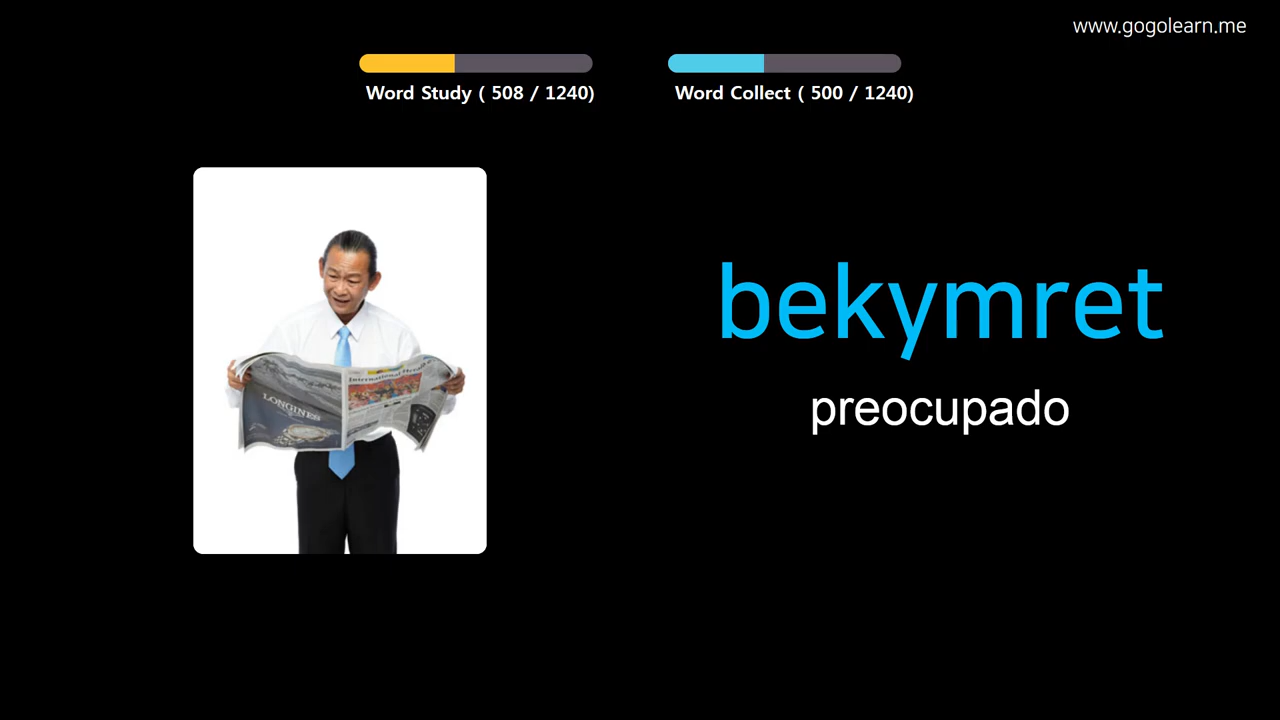 www.gogolearn.me
Word Study ( 508 / 1240)
Word Collect ( 500 / 1240)
bekymret
preocupado
LONGINES
International Herald